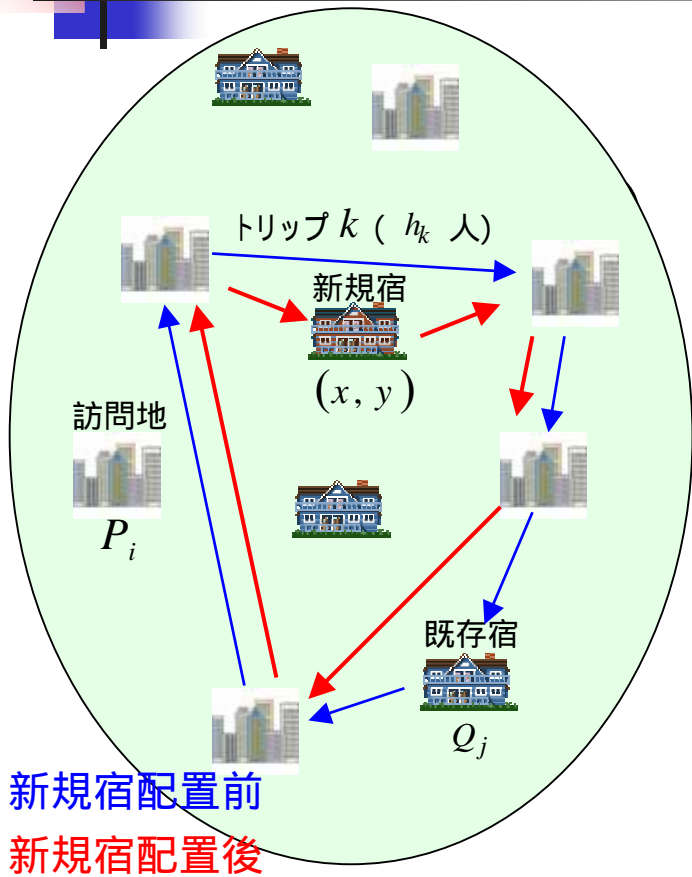 トリップ k ( h_k 人)
新規宿
(x, y)
訪問地
P_i
既存宿
Q_j
新規宿配置前
新規宿配置後